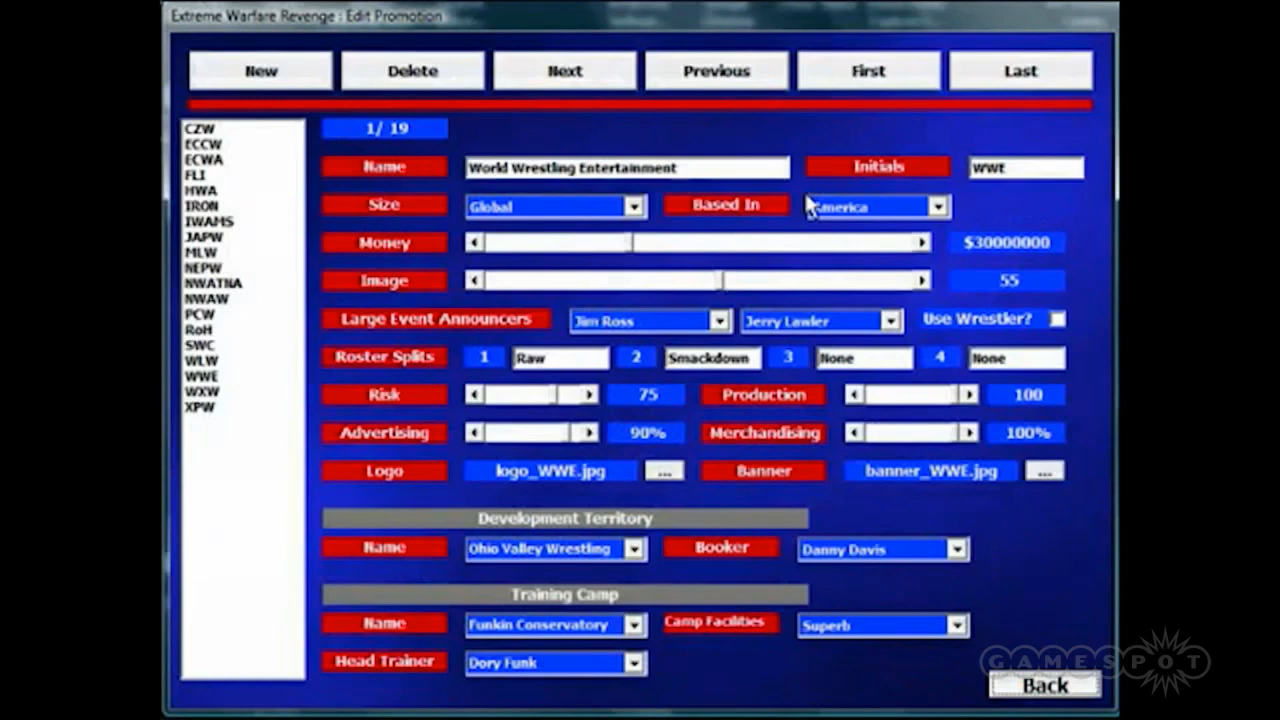 Extreme Warfare Revenge : Edit Promotion
New Delete Next Previous First Last
CZW
ECCW
ECWA
FLI
HWA
IRON
IWAMS
JAPW
MLW
NEPW
NWATNA
NWAW
PCW
RoH
SWC
WLW
WWE
WXW
XPW
1/ 19
Name World Wrestling Entertainment Initials WWE
Size Global Based In America
Money $30000000
Image 55
Large Event Announcers Jim Ross Jerry Lawler Use Wrestler?
Roster Splits 1 Raw 2 Smackdown 3 None 4 None
Risk 75 Production 100
Advertising 90% Merchandising 100%
Logo logo_WWE.jpg ... Banner banner_WWE.jpg ...
Development Territory
Name Ohio Valley Wrestling Booker Danny Davis
Training Camp
Name Funkin Conservatory Camp Facilities Superb
Head Trainer Dory Funk
GAMESPOT
Back